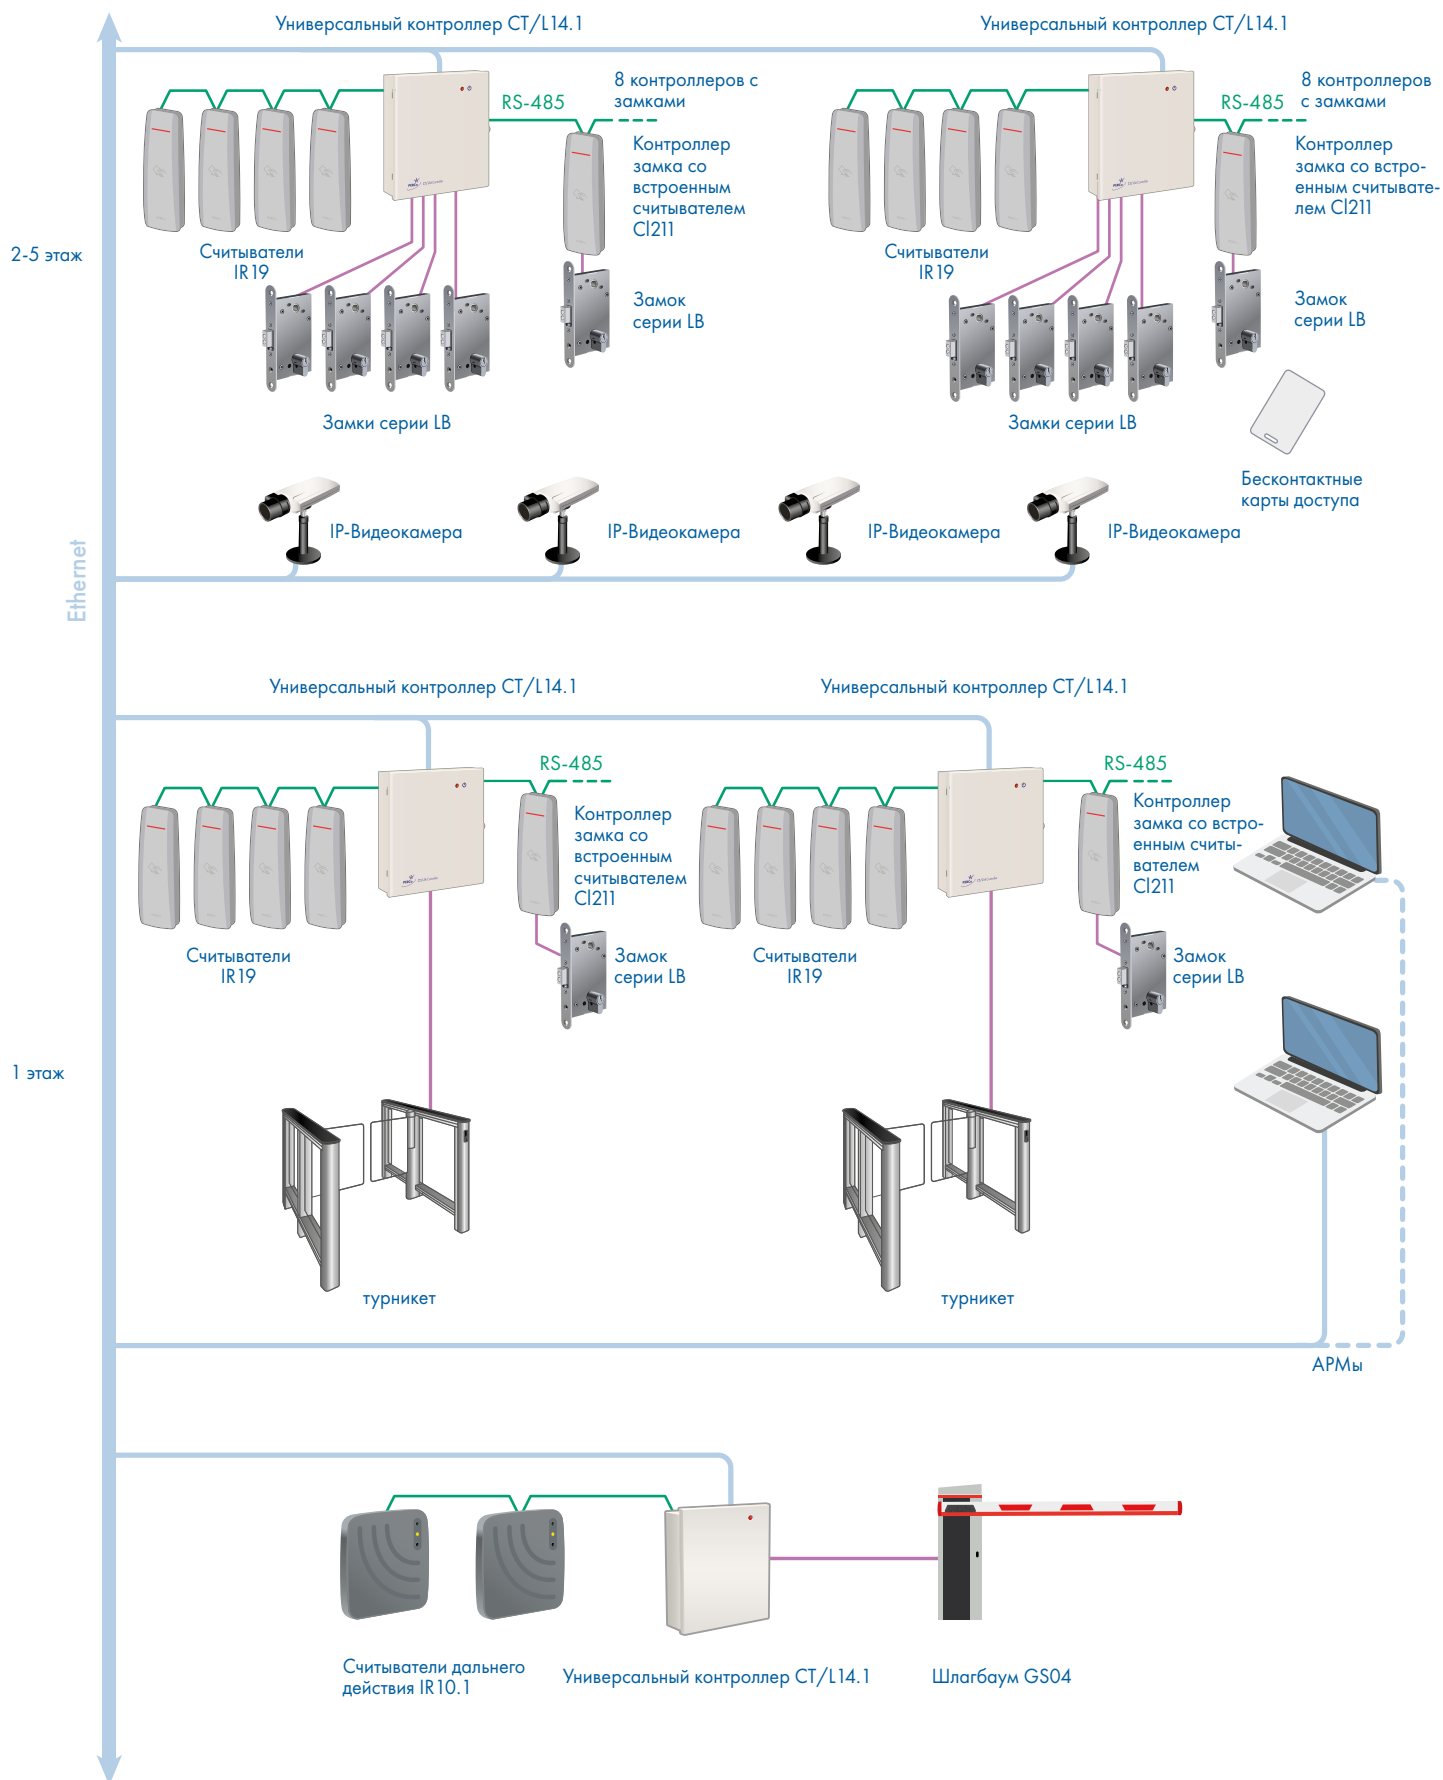 Универсальный контроллер CT/L14.1
Универсальный контроллер CT/L14.1
RS-485
8 контроллеров с
замками
RS-485
8 контроллеров
с замками
Контроллер
замка со
встроенным
считывателем
CI211
Контроллер
замка со встро-
енным считывате-
лем CI211
2-5 этаж
Считыватели
IR19
Считыватели
IR19
Замок
серии LB
Замок
серии LB
Замки серии LB
Замки серии LB
Бесконтактные
карты доступа
IP-Видеокамера
IP-Видеокамера
IP-Видеокамера
IP-Видеокамера
Ethernet
Универсальный контроллер CT/L14.1
Универсальный контроллер CT/L14.1
RS-485
RS-485
Контроллер
замка со
встроенным
считывателем
CI211
Контроллер
замка со встро-
енным считы-
вателем
CI211
Считыватели
IR19
Замок
серии LB
Считыватели
IR19
Замок
серии LB
1 этаж
турникет
турникет
АРМы
Считыватели дальнего
действия IR10.1
Универсальный контроллер CT/L14.1
Шлагбаум GS04